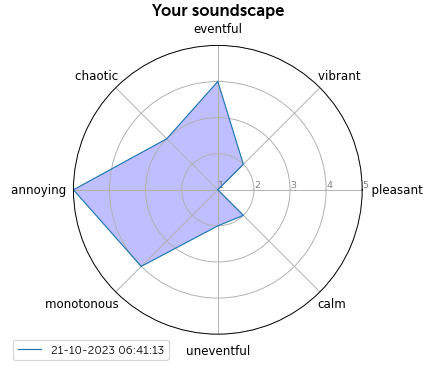 Your soundscape
eventful
chaotic
vibrant
annoying
1 2 3 4 5
pleasant
monotonous
calm
uneventful
21-10-2023 06:41:13